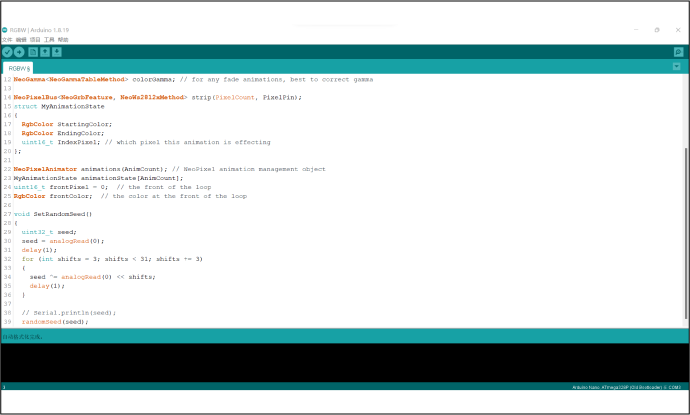 RGBW | Arduino 1.8.19
文件 编辑 项目 工具 帮助
RGBW §
12 NeoGamma<NeoGammaTableMethod> colorGamma; // for any fade animations, best to correct gamma
13
14 NeoPixelBus<NeoGrbFeature, NeoWs2812xMethod> strip(PixelCount, PixelPin);
15 struct MyAnimationState
16 {
17   RgbColor StartingColor;
18   RgbColor EndingColor;
19   uint16_t IndexPixel; // which pixel this animation is effecting
20 };
21
22 NeoPixelAnimator animations(AnimCount); // NeoPixel animation management object
23 MyAnimationState animationState[AnimCount];
24 uint16_t frontPixel = 0;  // the front of the loop
25 RgbColor frontColor;  // the color at the front of the loop
26
27 void SetRandomSeed()
28 {
29   uint32_t seed;
30   seed = analogRead(0);
31   delay(1);
32   for (int shifts = 3; shifts < 31; shifts += 3)
33   {
34     seed ^= analogRead(0) << shifts;
35     delay(1);
36   }
37
38   // Serial.println(seed);
39   randomSeed(seed);
自动格式化完成。
3
Arduino Nano, ATmega328P (Old Bootloader) 在 COM3